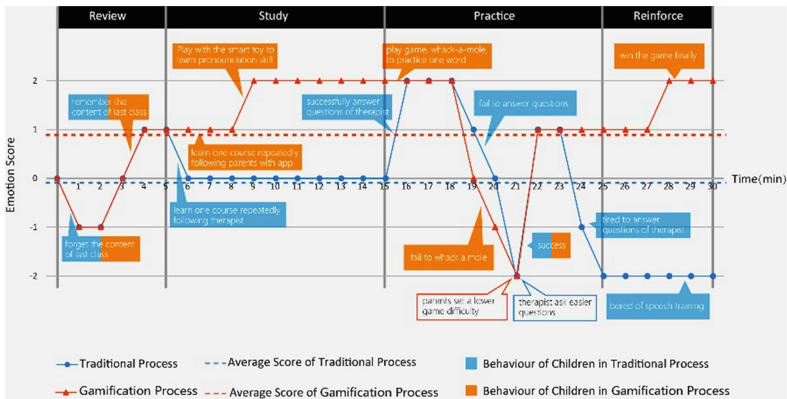 Review Study Practice Reinforce
Play with the smart toy to
learn pronounciation skill
play game, whack-a-mole,
to practice one word
win the game finally
remember the
content of last class
successfully answer
questions of therapist
fail to answer questions
learn one course repeatedly
following parents with app
learn one course repeatedly
following therapist
forget the content
of last class
fail to whack a mole
success
tired to answer
questions of therapist
parents set a lower
game difficulty
therapist ask easier
questions
bored of speech training
Emotion Score
2
1
0
-1
-2
1 2 3 4 5 6 7 8 9 10 11 12 13 14 15 16 17 18 19 20 21 22 23 24 25 26 27 28 29 30
Time(min)
Traditional Process
Average Score of Traditional Process
Behaviour of Children in Traditional Process
Gamification Process
Average Score of Gamification Process
Behaviour of Children in Gamification Process